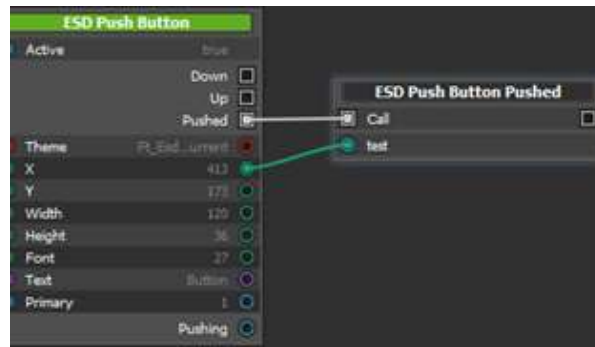 ESD Push Button
Active true
Down
Up
Pushed
Theme
X 413
Y 173
Width 120
Height 36
Font 27
Text Button
Primary 1
Pushing
ESD Push Button Pushed
Call
test